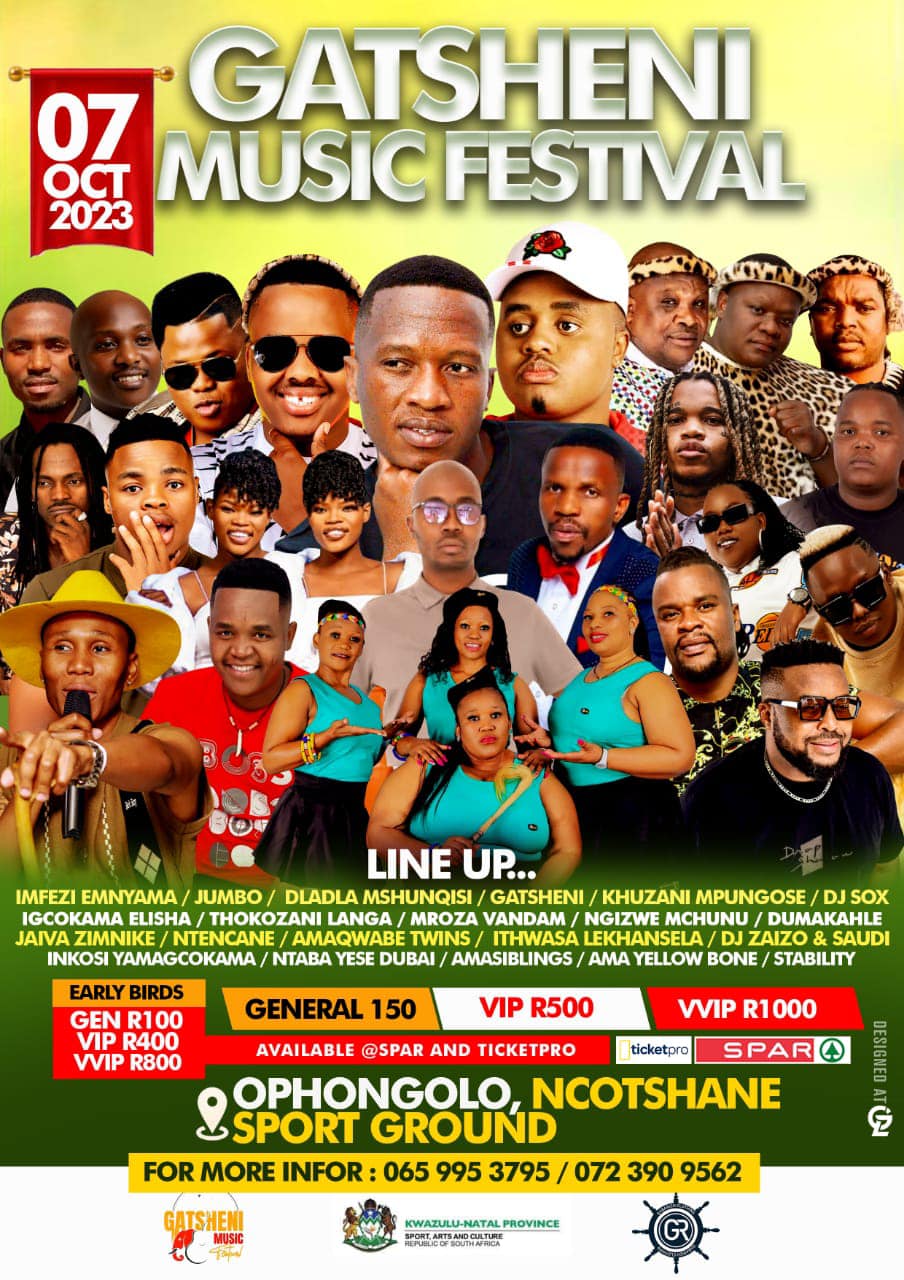 07
OCT
2023
GATSHENI
MUSIC FESTIVAL
LINE UP...
IMFEZI EMNYAMA / JUMBO / DLADLA MSHUNQISI / GATSHENI / KHUZANI MPUNGOSE / DJ SOX
IGCOKAMA ELISHA / THOKOZANI LANGA / MROZA VANDAM / NGIZWE MCHUNU / DUMAKAHLE
JAIVA ZIMNIKE / NTENCANE / AMAQWABE TWINS / ITHWASA LEKHANSELA / DJ ZAIZO & SAUDI
INKOSI YAMAGCOKAMA / NTABA YESE DUBAI / AMASIBLINGS / AMA YELLOW BONE / STABILITY
EARLY BIRDS
GEN R100
VIP R400
VVIP R800
GENERAL 150
VIP R500
VVIP R1000
AVAILABLE @SPAR AND TICKETPRO
ticketpro
SPAR
DESIGNED AT
OPHONGOLO, NCOTSHANE
SPORT GROUND
FOR MORE INFOR : 065 995 3795 / 072 390 9562
GATSHENI
MUSIC
Festival
KWAZULU-NATAL PROVINCE
SPORT, ARTS AND CULTURE
REPUBLIC OF SOUTH AFRICA
GR